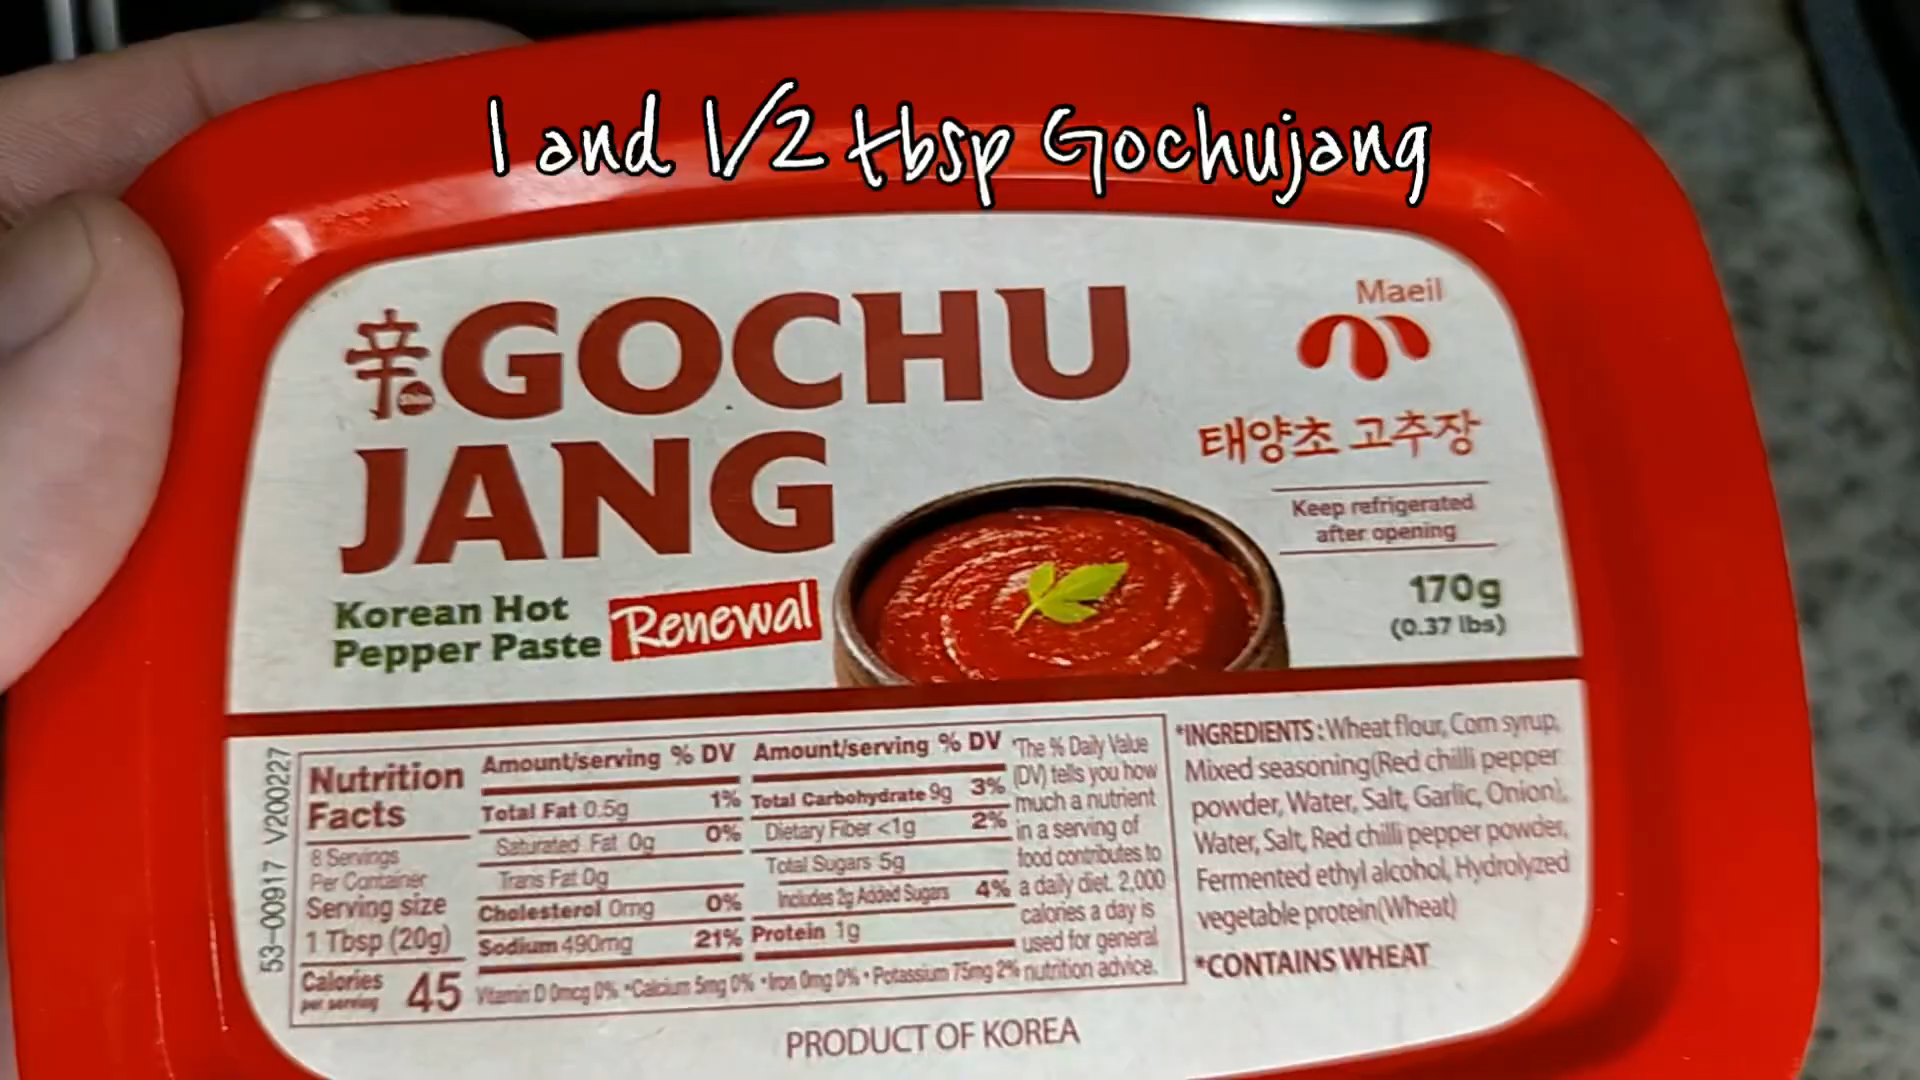 1 and 1/2 tbsp Gochujang
辛
Shin
GOCHU
JANG
Korean Hot
Pepper Paste
Renewal
Maeil
태양초 고추장
Keep refrigerated
after opening
170g
(0.37 lbs)
53-00917 V200227
Nutrition
Facts
8 Servings
Per Container
Serving size
1 Tbsp (20g)
Calories
per serving
45
Amount/serving % DV
Total Fat 0.5g 1%
Saturated Fat 0g 0%
Trans Fat 0g
Cholesterol 0mg 0%
Sodium 490mg 21%
Amount/serving % DV
Total Carbohydrate 9g 3%
Dietary Fiber <1g 2%
Total Sugars 5g
Includes 2g Added Sugars 4%
Protein 1g
Vitamin D 0mcg 0% • Calcium 5mg 0% • Iron 0mg 0% • Potassium 75mg 2%
*The % Daily Value
(DV) tells you how
much a nutrient
in a serving of
food contributes to
a daily diet. 2,000
calories a day is
used for general
nutrition advice.
*INGREDIENTS : Wheat flour, Corn syrup,
Mixed seasoning(Red chilli pepper
powder, Water, Salt, Garlic, Onion),
Water, Salt, Red chilli pepper powder,
Fermented ethyl alcohol, Hydrolyzed
vegetable protein(Wheat)
*CONTAINS WHEAT
PRODUCT OF KOREA